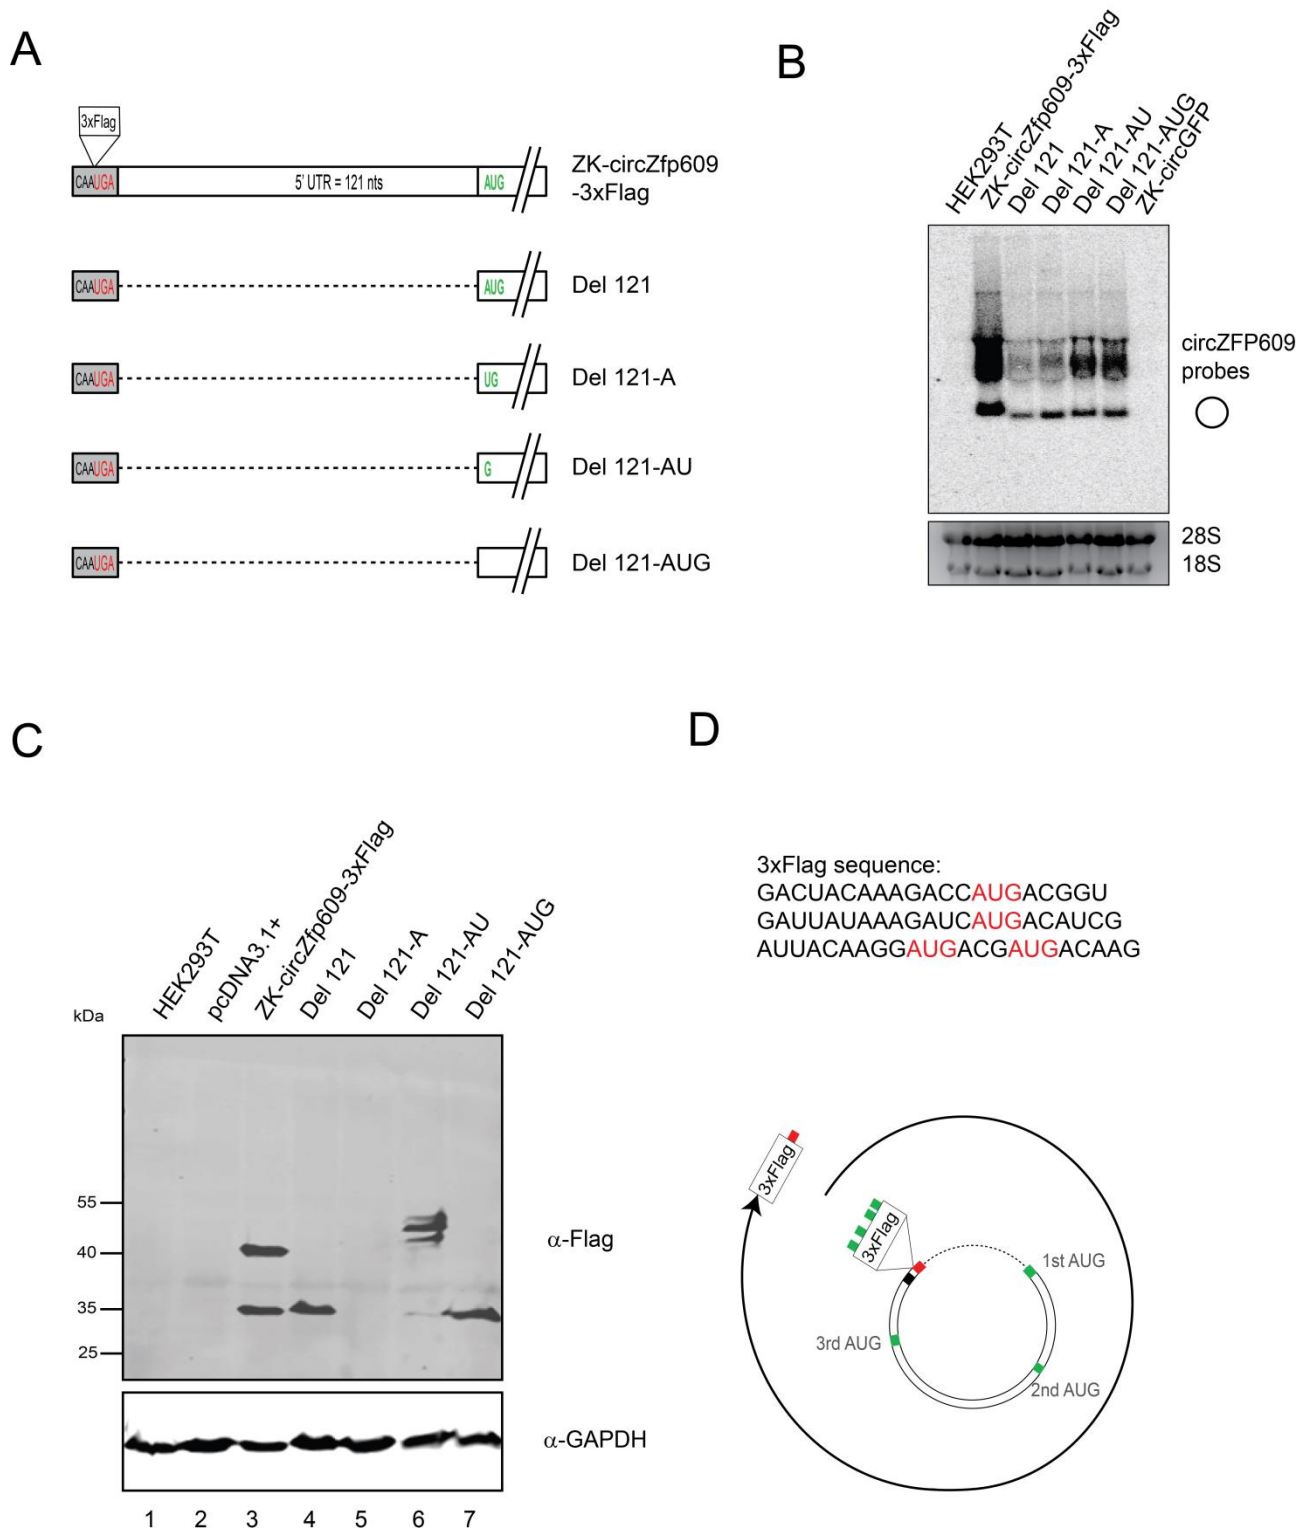 A
3xFlag
CAAUGA
5' UTR = 121 nts
AUG
ZK-circZfp609
-3xFlag
CAAUGA
AUG
Del 121
CAAUGA
UG
Del 121-A
CAAUGA
G
Del 121-AU
CAAUGA
Del 121-AUG
B
HEK293T
ZK-circZfp609-3xFlag
Del 121
Del 121-A
Del 121-AU
Del 121-AUG
ZK-circGFP
circZFP609
probes
28S
18S
C
HEK293T
pcDNA3.1+
ZK-circZfp609-3xFlag
Del 121
Del 121-A
Del 121-AU
Del 121-AUG
kDa
55
40
35
25
α-Flag
α-GAPDH
1 2 3 4 5 6 7
D
3xFlag sequence:
GACUACAAAGACCAUGACGGU
GAUUAUAAAGAUCAUGACAUCG
AUUACAAGGAUGACGAUGACAAG
3xFlag
3xFlag
1st AUG
3rd AUG
2nd AUG